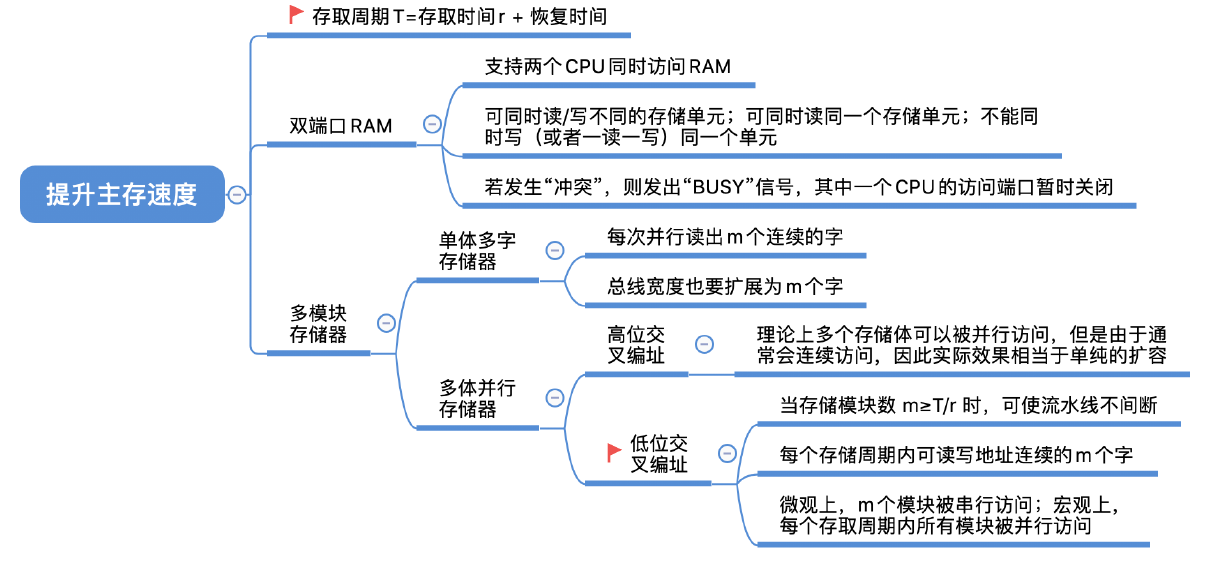 存取周期T=存取时间r + 恢复时间
支持两个CPU同时访问RAM
双端口RAM
可同时读/写不同的存储单元；可同时读同一个存储单元；不能同
时写（或者一读一写）同一个单元
若发生“冲突”，则发出“BUSY”信号，其中一个CPU的访问端口暂时关闭
提升主存速度
单体多字
存储器
每次并行读出m个连续的字
总线宽度也要扩展为m个字
多模块
存储器
高位交
叉编址
理论上多个存储体可以被并行访问，但是由于通
常会连续访问，因此实际效果相当于单纯的扩容
多体并行
存储器
当存储模块数 m≥T/r 时，可使流水线不间断
低位交
叉编址
每个存储周期内可读写地址连续的m个字
微观上，m个模块被串行访问；宏观上，
每个存取周期内所有模块被并行访问